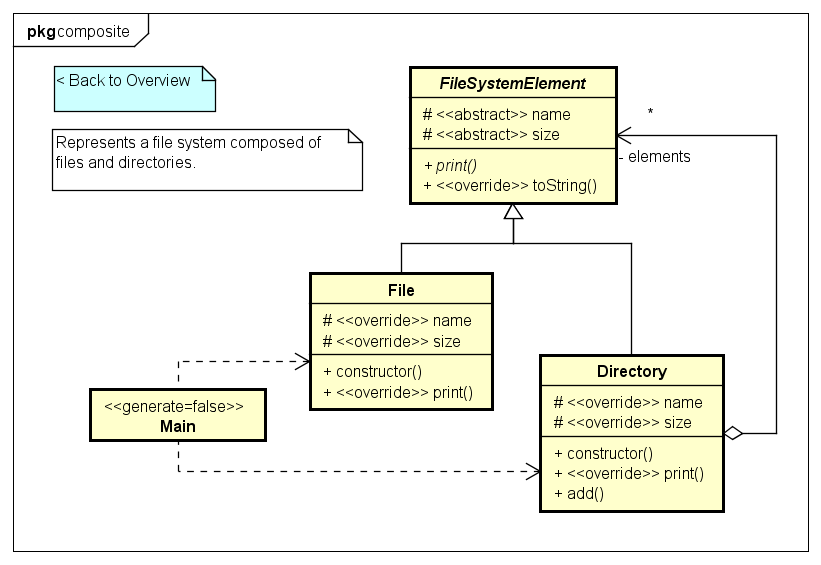 pkg composite
< Back to Overview
Represents a file system composed of
files and directories.
FileSystemElement
# <<abstract>> name
# <<abstract>> size
+ print()
+ <<override>> toString()
*
- elements
File
# <<override>> name
# <<override>> size
+ constructor()
+ <<override>> print()
<<generate=false>>
Main
Directory
# <<override>> name
# <<override>> size
+ constructor()
+ <<override>> print()
+ add()